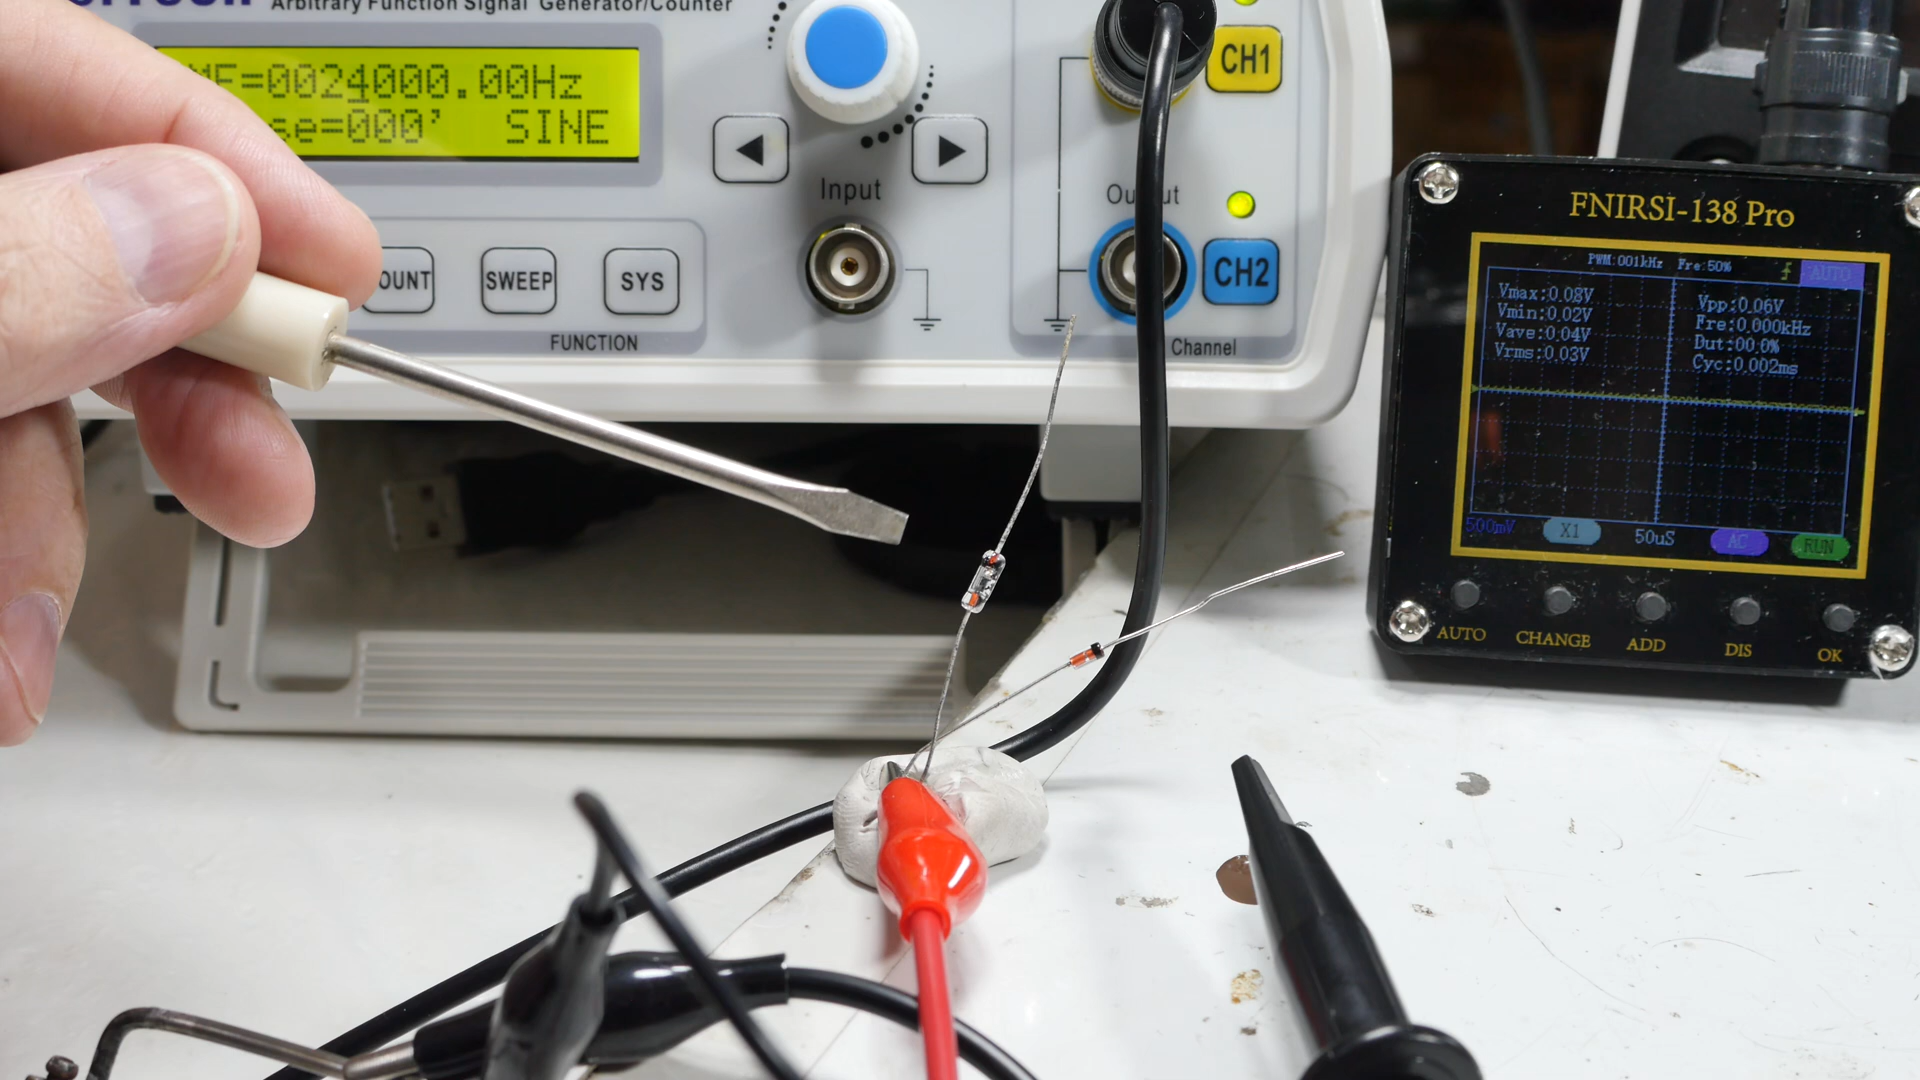 Arbitrary Function Signal Generator/Counter
F=0024000.00Hz
se=000' SINE
CH1
Input
Output
CH2
OUNT
SWEEP
SYS
FUNCTION
Channel
FNIRSI-138 Pro
PWM:001kHz Fre:50%
AUTO
Vmax:0.08V
Vmin:0.02V
Vave:0.04V
Vrms:0.03V
Vpp:0.06V
Fre:0.000kHz
Dut:00.0%
Cyc:0.002ms
500mV
X1
50uS
AC
RUN
AUTO
CHANGE
ADD
DIS
OK